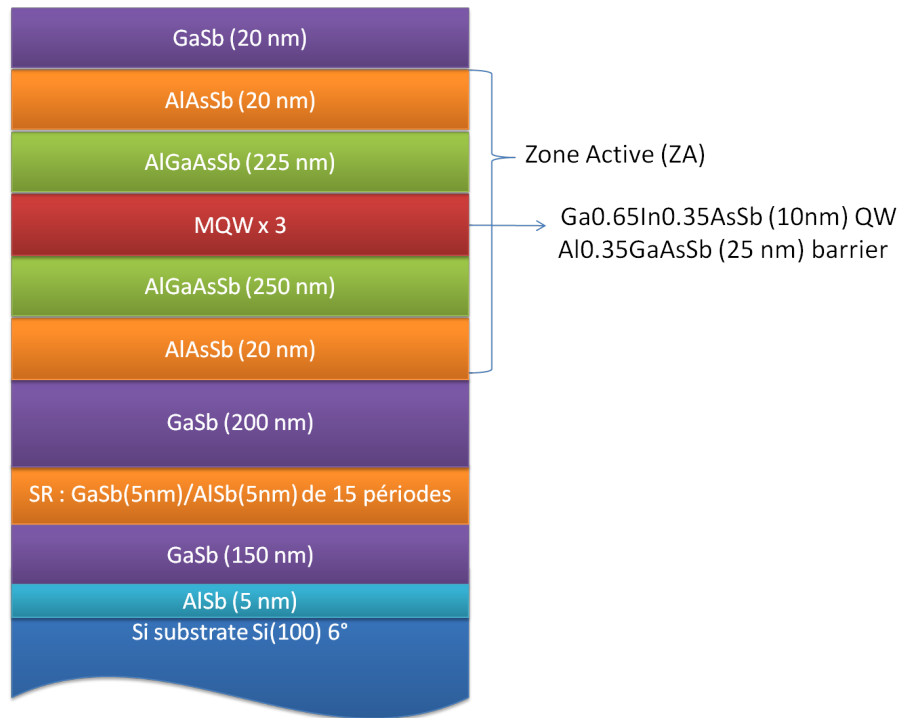 GaSb (20 nm)
AlAsSb (20 nm)
AlGaAsSb (225 nm)
Zone Active (ZA)
MQW x 3
Ga0.65In0.35AsSb (10nm) QW
Al0.35GaAsSb (25 nm) barrier
AlGaAsSb (250 nm)
AlAsSb (20 nm)
GaSb (200 nm)
SR : GaSb(5nm)/AlSb(5nm) de 15 périodes
GaSb (150 nm)
AlSb (5 nm)
Si substrate Si(100) 6°